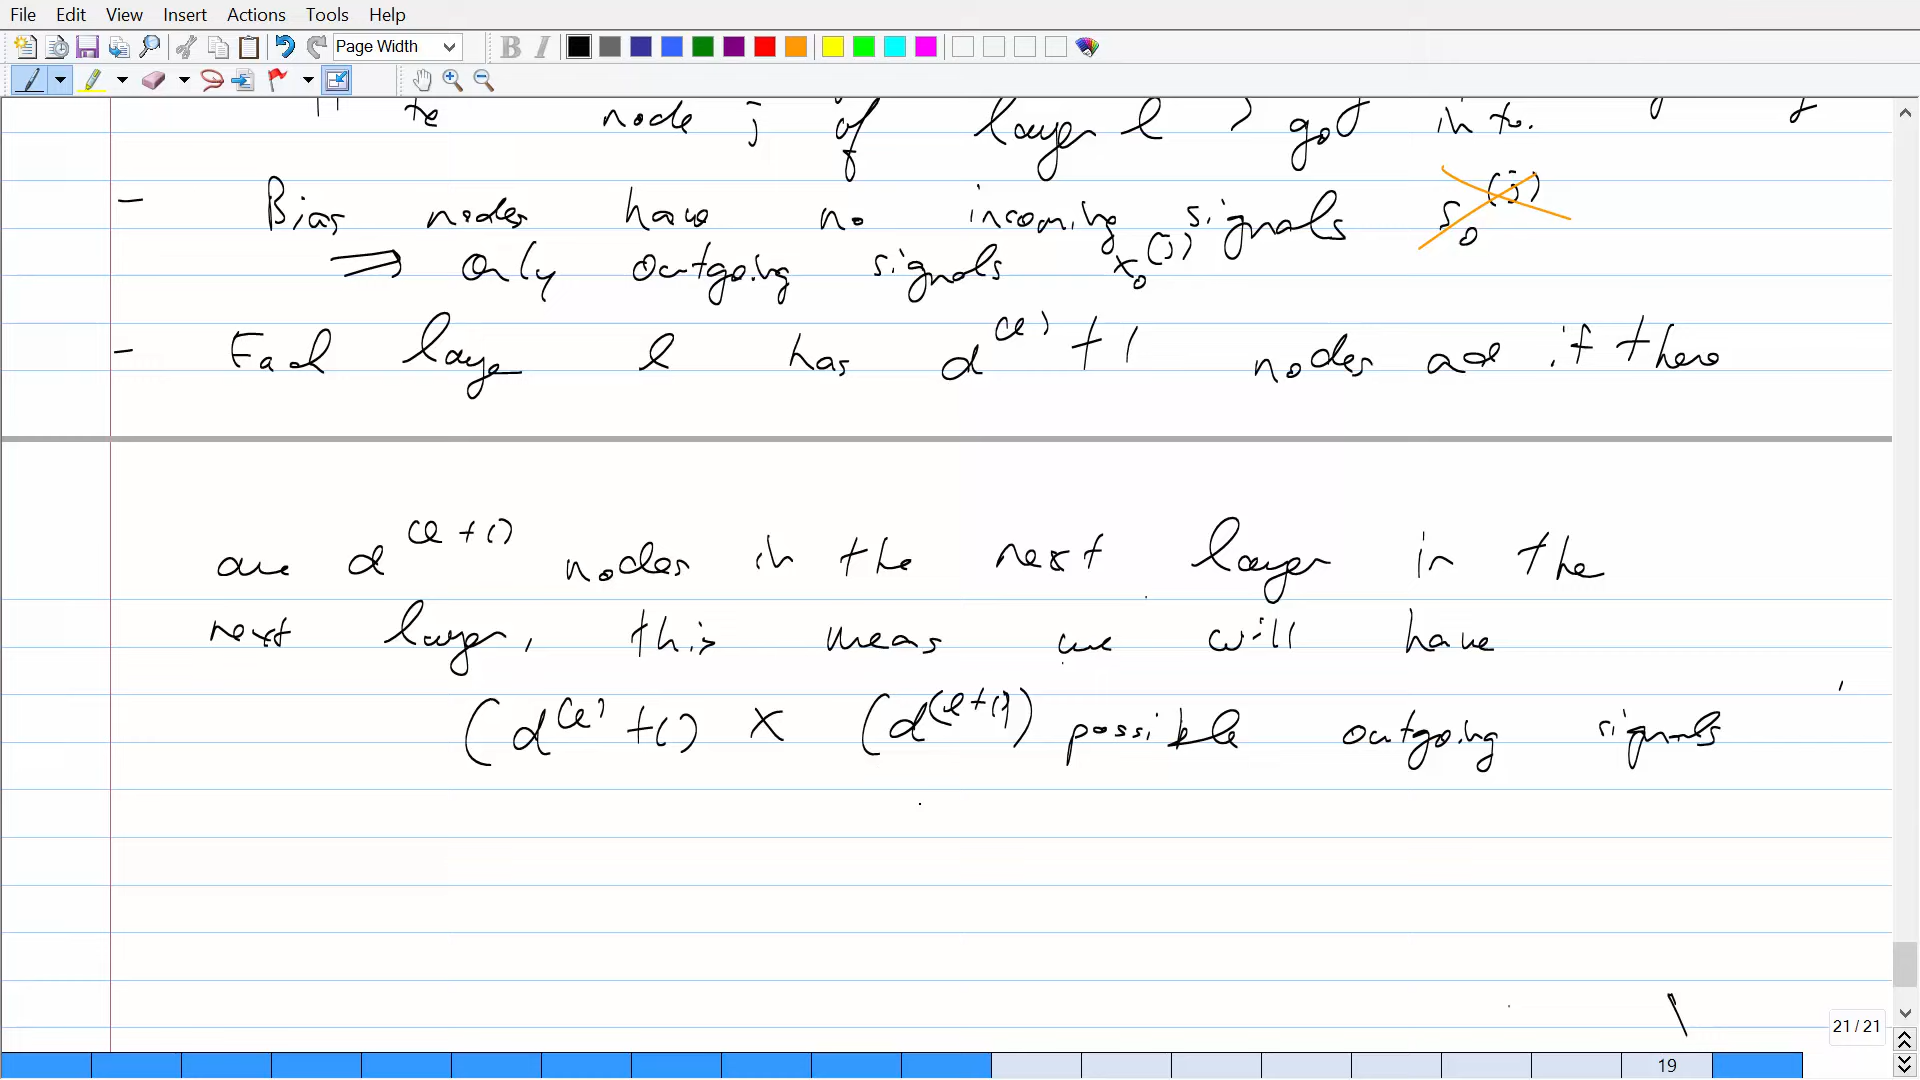 File Edit View Insert Actions Tools Help
Page Width
B I
te node j of layer l got into.
- Bias nodes have no incoming signals s₀⁽ʲ⁾
⇒ only outgoing signals x₀⁽ʲ⁾
- Each layer l has d⁽ˡ⁾ + 1 nodes and if there
are d⁽ˡ⁺¹⁾ nodes in the next layer in the
next layer, this means we will have
(d⁽ˡ⁾ + 1) × (d⁽ˡ⁺¹⁾) possible outgoing signals
21 / 21
19